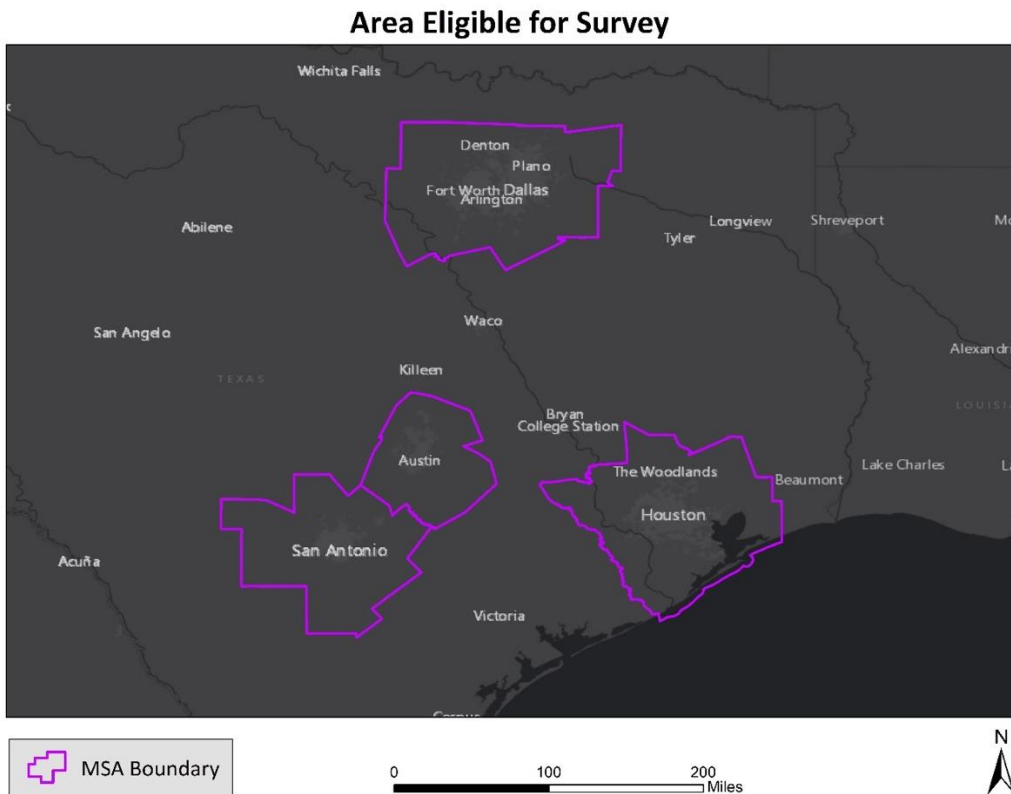 Area Eligible for Survey
Wichita Falls
Denton
Plano
Fort Worth Dallas
Arlington
Abilene
Longview
Shreveport
Tyler
San Angelo
Waco
Killeen
TEXAS
Alexandri
LOUISIA
Bryan
College Station
Austin
The Woodlands
Beaumont
Lake Charles
Houston
San Antonio
Acuña
Victoria
MSA Boundary
0 100 200
Miles
N